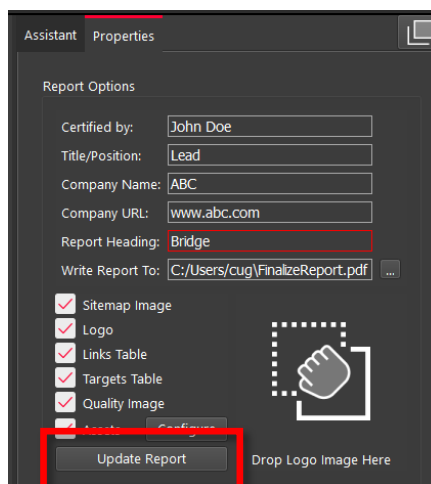 Assistant Properties
Report Options
Certified by: John Doe
Title/Position: Lead
Company Name: ABC
Company URL: www.abc.com
Report Heading: Bridge
Write Report To: C:/Users/cug\FinalizeReport.pdf ...
Sitemap Image
Logo
Links Table
Targets Table
Quality Image
Assets Configure
Update Report Drop Logo Image Here